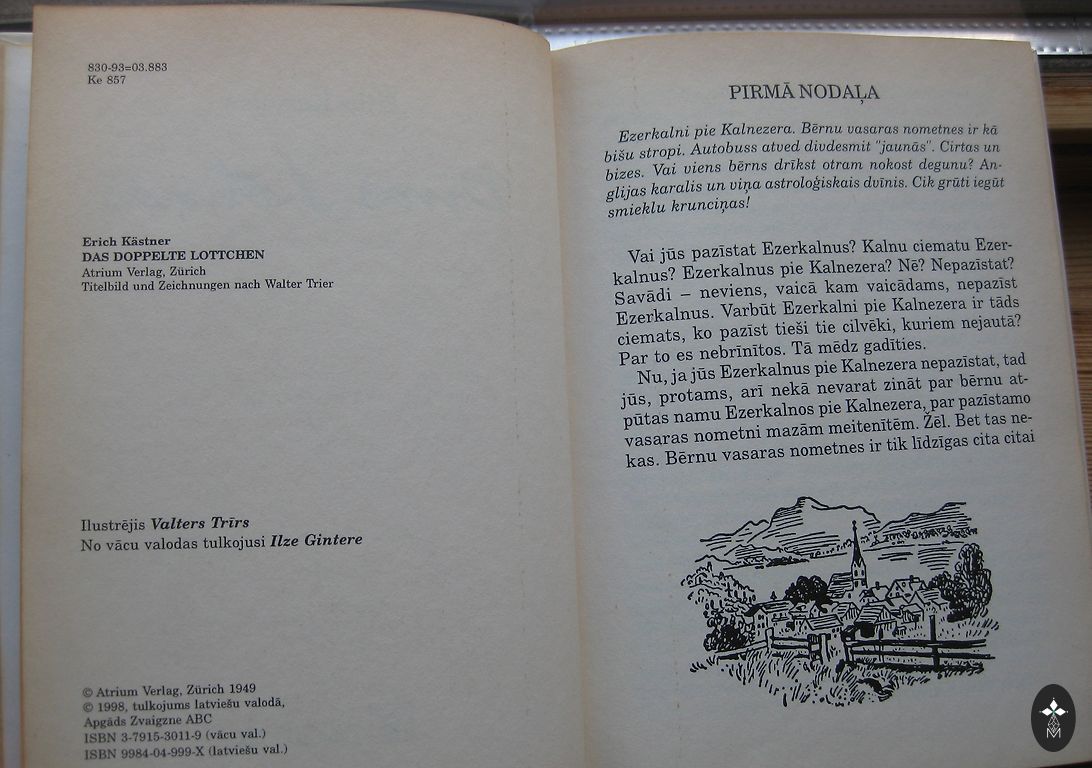 830-93=03.883
Ke 857
Erich Kästner
DAS DOPPELTE LOTTCHEN
Atrium Verlag, Zürich
Titelbild und Zeichnungen nach Walter Trier
Ilustrējis Valters Trīrs
No vācu valodas tulkojusi Ilze Gintere
© Atrium Verlag, Zürich 1949
© 1998, tulkojums latviešu valodā,
Apgāds Zvaigzne ABC
ISBN 3-7915-3011-9 (vācu val.)
ISBN 9984-04-999-X (latviešu val.)
PIRMĀ NODAĻA
Ezerkalni pie Kalnezera. Bērnu vasaras nometnes ir kā
bišu stropi. Autobuss atved divdesmit "jaunās". Cirtas un
bizes. Vai viens bērns drīkst otram nokost degunu? An-
glijas karalis un viņa astroloģiskais dvīnis. Cik grūti iegūt
smieklu krunciņas!
Vai jūs pazīstat Ezerkalnus? Kalnu ciematu Ezer-
kalnus? Ezerkalnus pie Kalnezera? Nē? Nepazīstat?
Savādi – neviens, vaicā kam vaicādams, nepazīst
Ezerkalnus. Varbūt Ezerkalni pie Kalnezera ir tāds
ciemats, ko pazīst tieši tie cilvēki, kuriem nejautā?
Par to es nebrīnītos. Tā mēdz gadīties.
Nu, ja jūs Ezerkalnus pie Kalnezera nepazīstat, tad
jūs, protams, arī nekā nevarat zināt par bērnu at-
pūtas namu Ezerkalnos pie Kalnezera, par pazīstamo
vasaras nometni mazām meitenītēm. Žēl. Bet tas ne-
kas. Bērnu vasaras nometnes ir tik līdzīgas cita citai
M